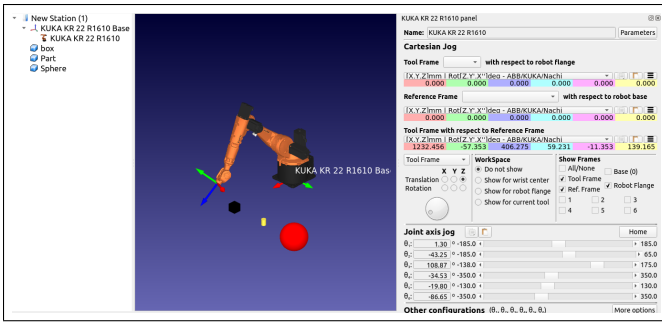 New Station (1)
KUKA KR 22 R1610 Base
KUKA KR 22 R1610
box
Part
Sphere
KUKA KR 22 R1610 Bas
KUKA KR 22 R1610 panel
Name: KUKA KR 22 R1610 Parameters
Cartesian Jog
Tool Frame with respect to robot flange
[X,Y,Z]mm | Rot[Z,Y',X'']deg - ABB/KUKA/Nachi
0.000 0.000 0.000 0.000 0.000 0.000
Reference Frame with respect to robot base
[X,Y,Z]mm | Rot[Z,Y',X'']deg - ABB/KUKA/Nachi
0.000 0.000 0.000 0.000 0.000 0.000
Tool Frame with respect to Reference Frame
[X,Y,Z]mm | Rot[Z,Y',X'']deg - ABB/KUKA/Nachi
1232.456 -57.353 406.275 59.231 -11.353 139.165
Tool Frame
X Y Z
Translation
Rotation
WorkSpace
Do not show
Show for wrist center
Show for robot flange
Show for current tool
Show Frames
All/None Base (0)
Tool Frame
Ref. Frame Robot Flange
1 2 3
4 5 6
Joint axis jog Home
θ₁: 1.30 º -185.0 185.0
θ₂: -43.25 º -185.0 65.0
θ₃: 108.87 º -138.0 175.0
θ₄: -34.53 º -350.0 350.0
θ₅: -19.80 º -130.0 130.0
θ₆: -86.65 º -350.0 350.0
Other configurations (θ₁, θ₂, θ₃, θ₄, θ₅, θ₆) More options